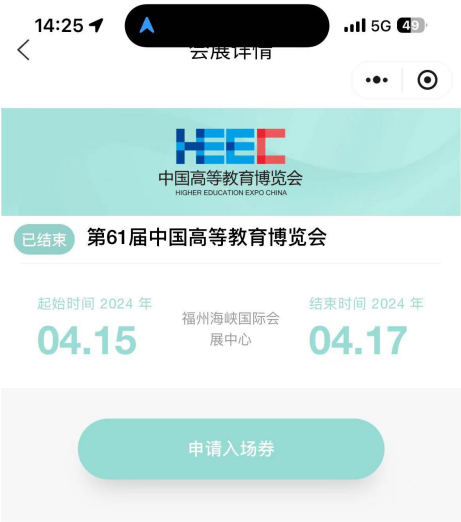 14:25
5G 49
会展详情
HEEC
中国高等教育博览会
HIGHER EDUCATION EXPO CHINA
已结束 第61届中国高等教育博览会
起始时间 2024 年
04.15
福州海峡国际会
展中心
结束时间 2024 年
04.17
申请入场券